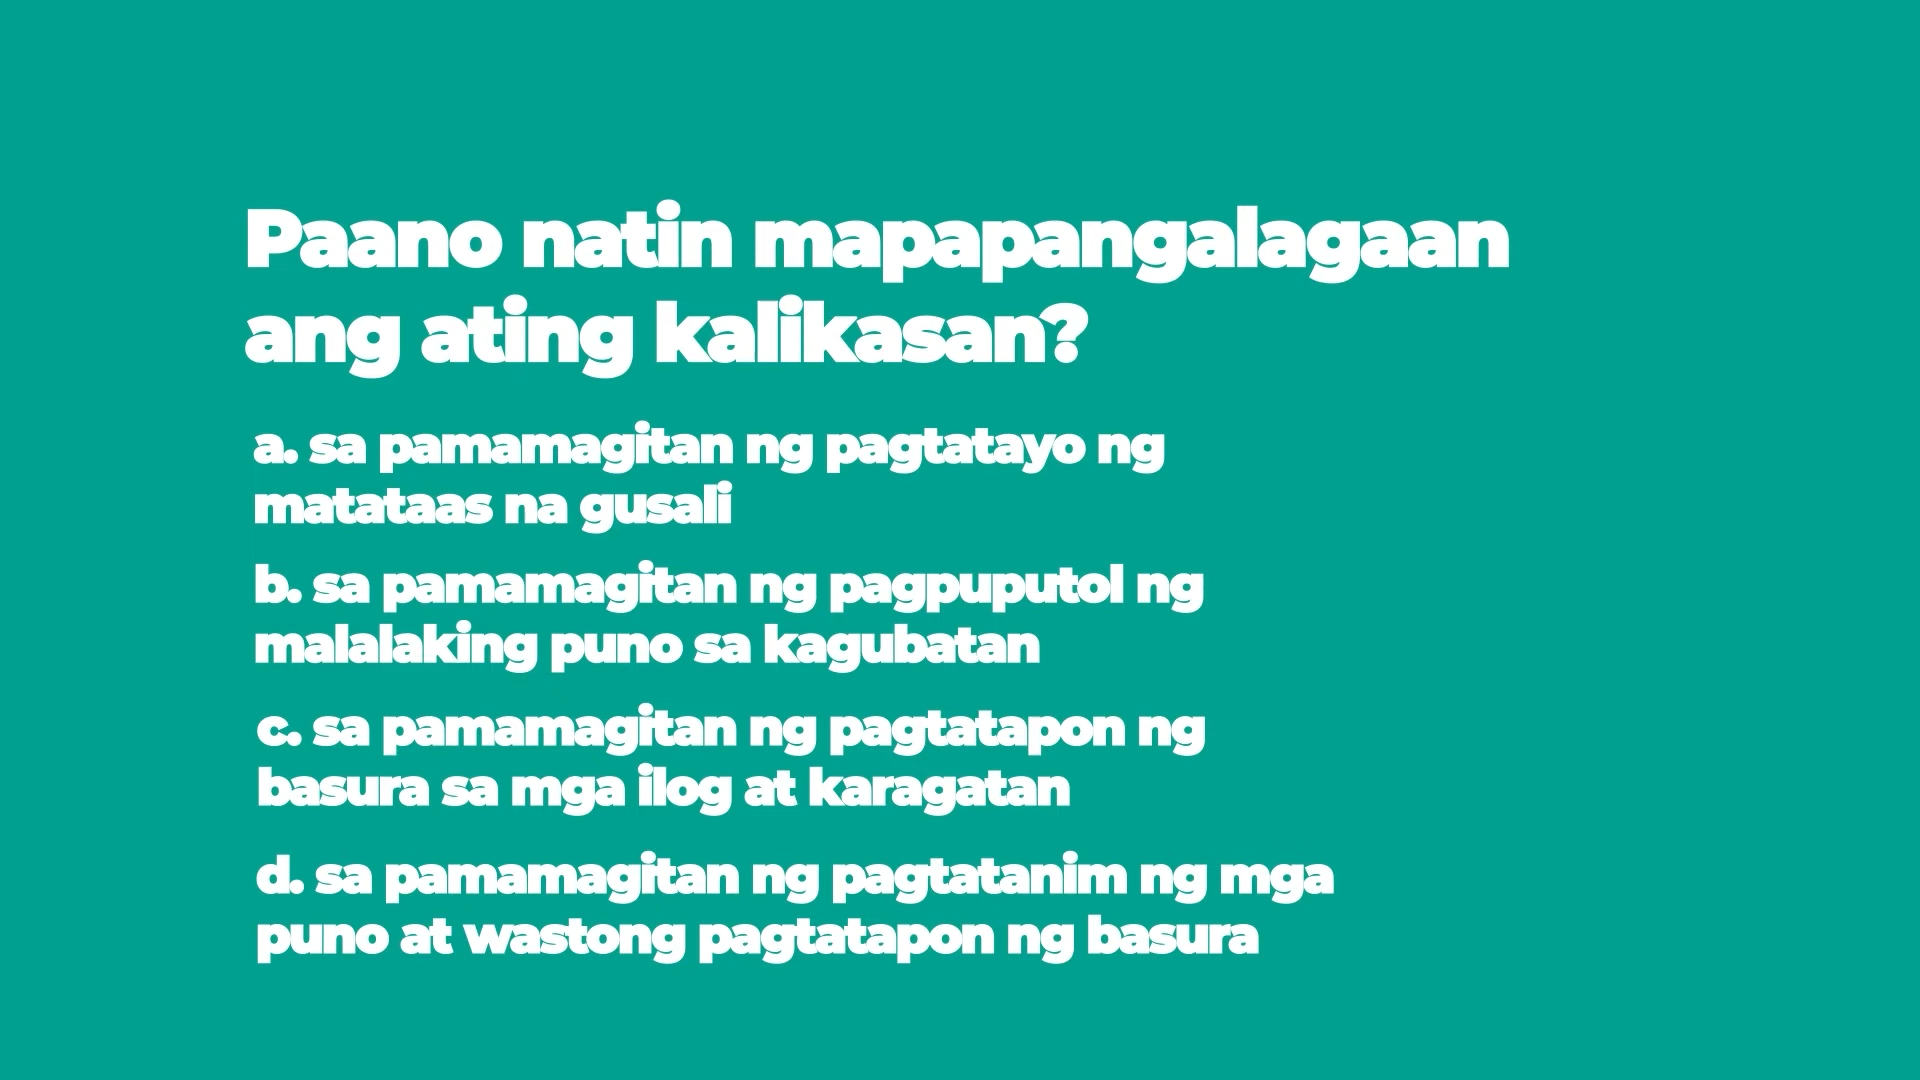 Paano natin mapapangalagaan
ang ating kalikasan?
a. sa pamamagitan ng pagtatayo ng
matataas na gusali
b. sa pamamagitan ng pagpuputol ng
malalaking puno sa kagubatan
c. sa pamamagitan ng pagtatapon ng
basura sa mga ilog at karagatan
d. sa pamamagitan ng pagtatanim ng mga
puno at wastong pagtatapon ng basura